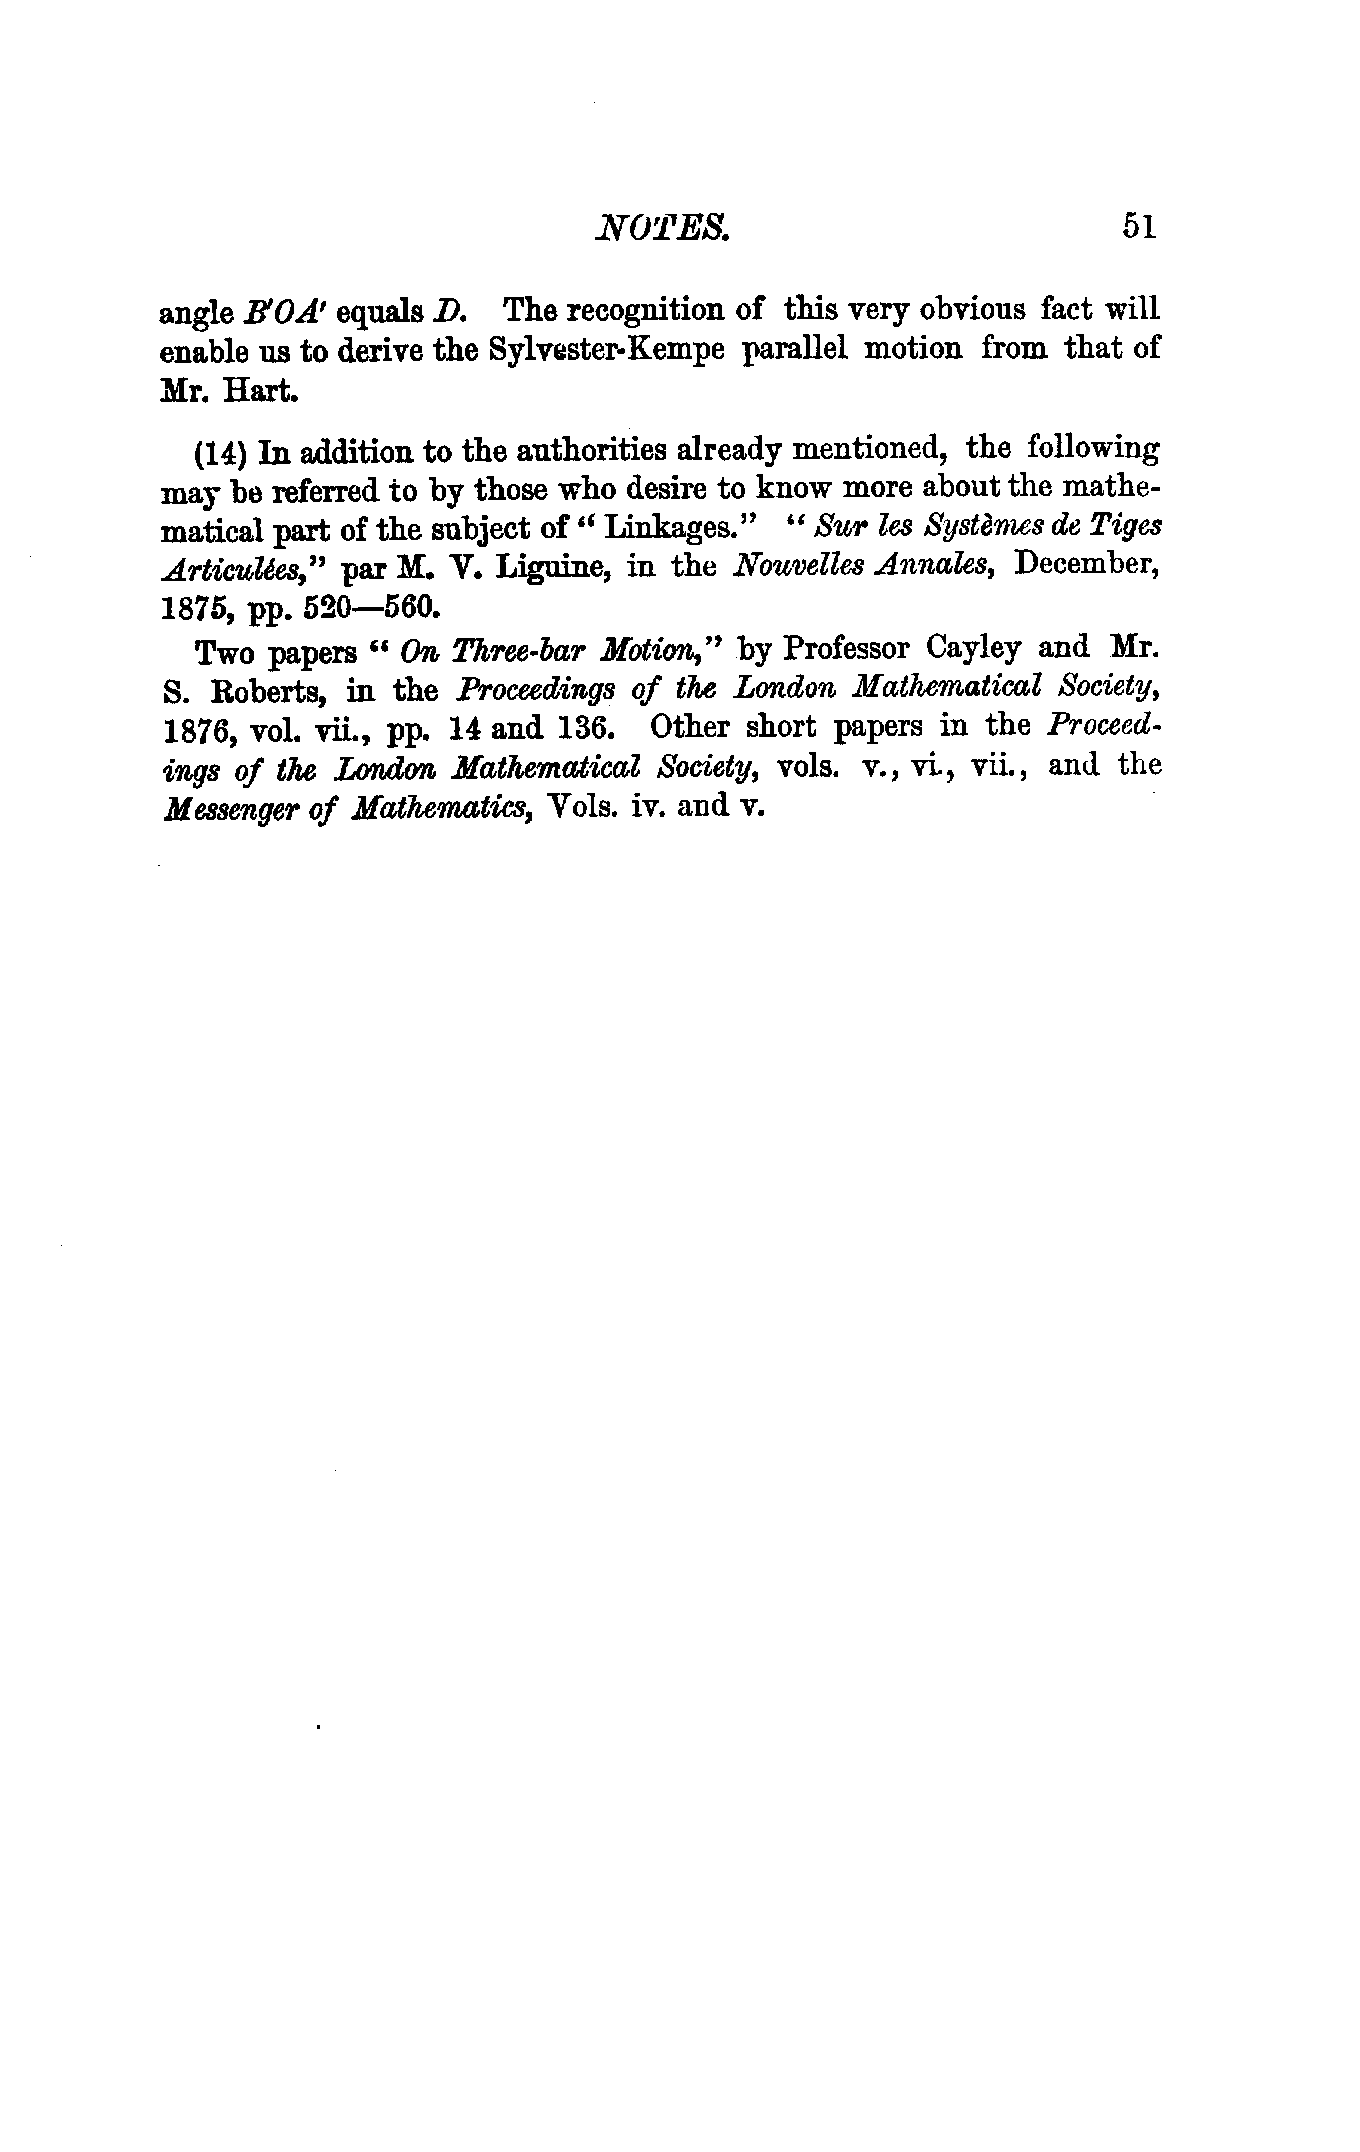 NOTES. 51
angle B'OA' equals D. The recognition of this very obvious fact will
enable us to derive the Sylvester-Kempe parallel motion from that of
Mr. Hart.
(14) In addition to the authorities already mentioned, the following
may be referred to by those who desire to know more about the mathe-
matical part of the subject of “ Linkages.” “ Sur les Systèmes de Tiges
Articulées,” par M. V. Liguine, in the Nouvelles Annales, December,
1875, pp. 520—560.
Two papers “ On Three-bar Motion,” by Professor Cayley and Mr.
S. Roberts, in the Proceedings of the London Mathematical Society,
1876, vol. vii., pp. 14 and 136. Other short papers in the Proceed-
ings of the London Mathematical Society, vols. v., vi., vii., and the
Messenger of Mathematics, Vols. iv. and v.